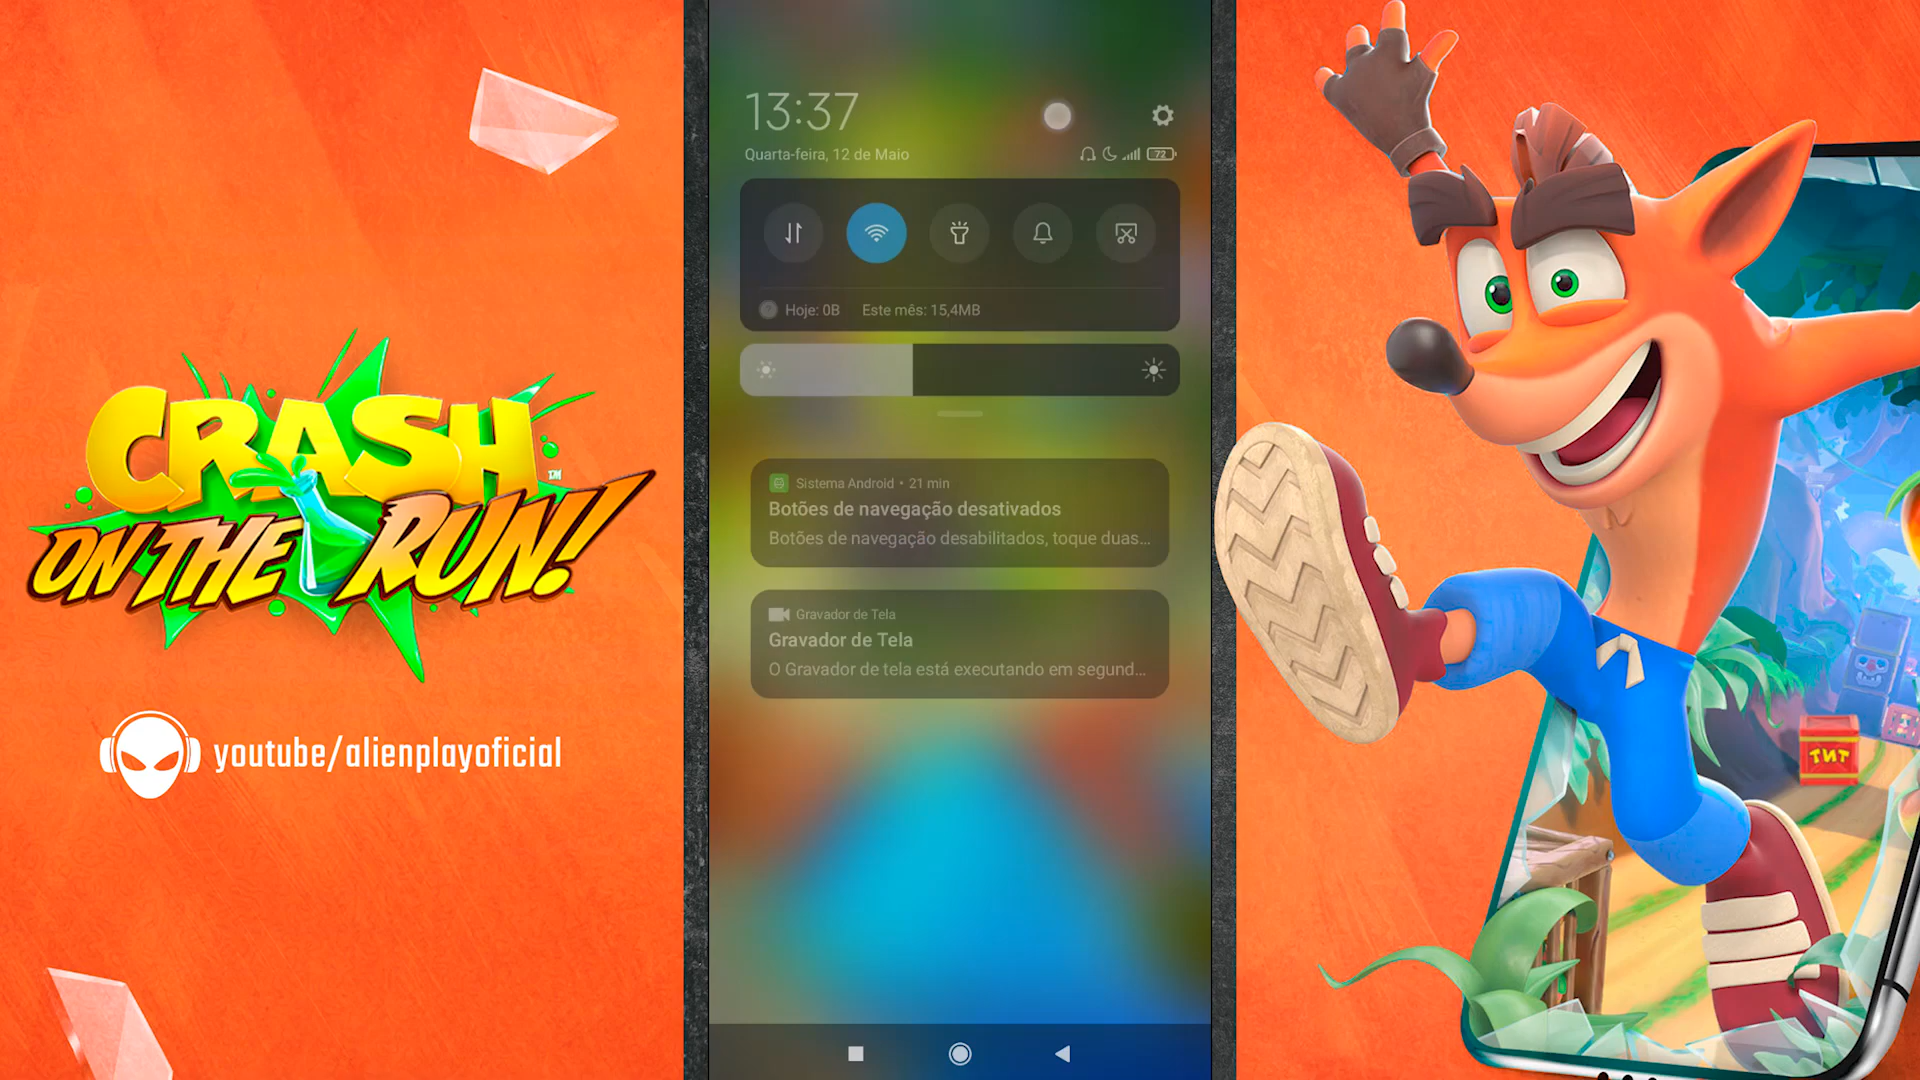 CRASH™
ON THE RUN!
youtube/alienplayoficial
13:37
Quarta-feira, 12 de Maio
72
Hoje: 0B Este mês: 15,4MB
Sistema Android • 21 min
Botões de navegação desativados
Botões de navegação desabilitados, toque duas...
Gravador de Tela
Gravador de Tela
O Gravador de tela está executando em segund...
TNT